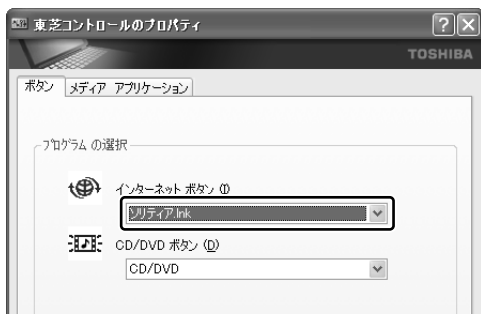 東芝コントロールのプロパティ
TOSHIBA
ボタン メディア アプリケーション
プログラム の選択
インターネット ボタン (I)
ソリティア.lnk
CD/DVD ボタン (D)
CD/DVD